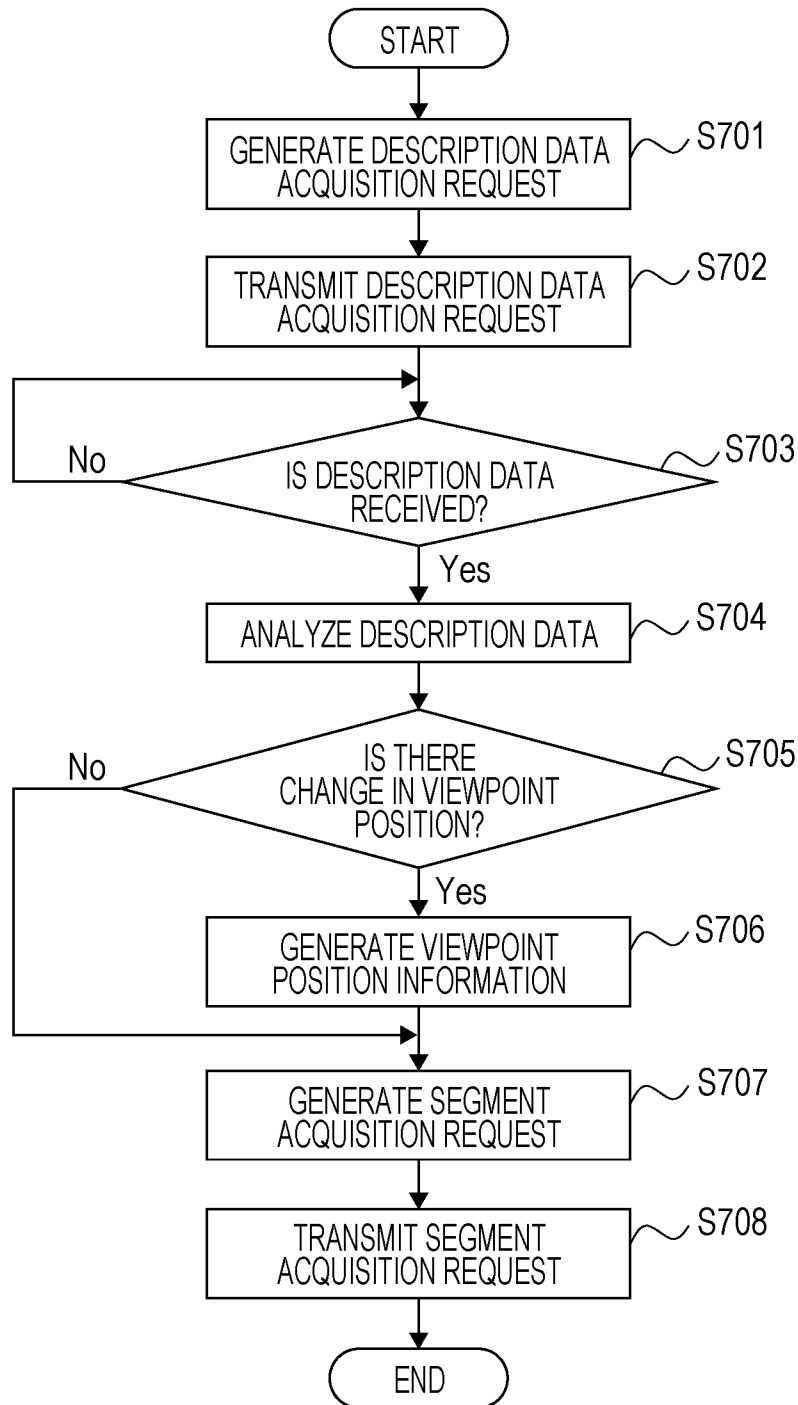 START
GENERATE DESCRIPTION DATA
ACQUISITION REQUEST
S701
TRANSMIT DESCRIPTION DATA
ACQUISITION REQUEST
S702
No
IS DESCRIPTION DATA
RECEIVED?
S703
Yes
ANALYZE DESCRIPTION DATA
S704
No
IS THERE
CHANGE IN VIEWPOINT
POSITION?
S705
Yes
GENERATE VIEWPOINT
POSITION INFORMATION
S706
GENERATE SEGMENT
ACQUISITION REQUEST
S707
TRANSMIT SEGMENT
ACQUISITION REQUEST
S708
END